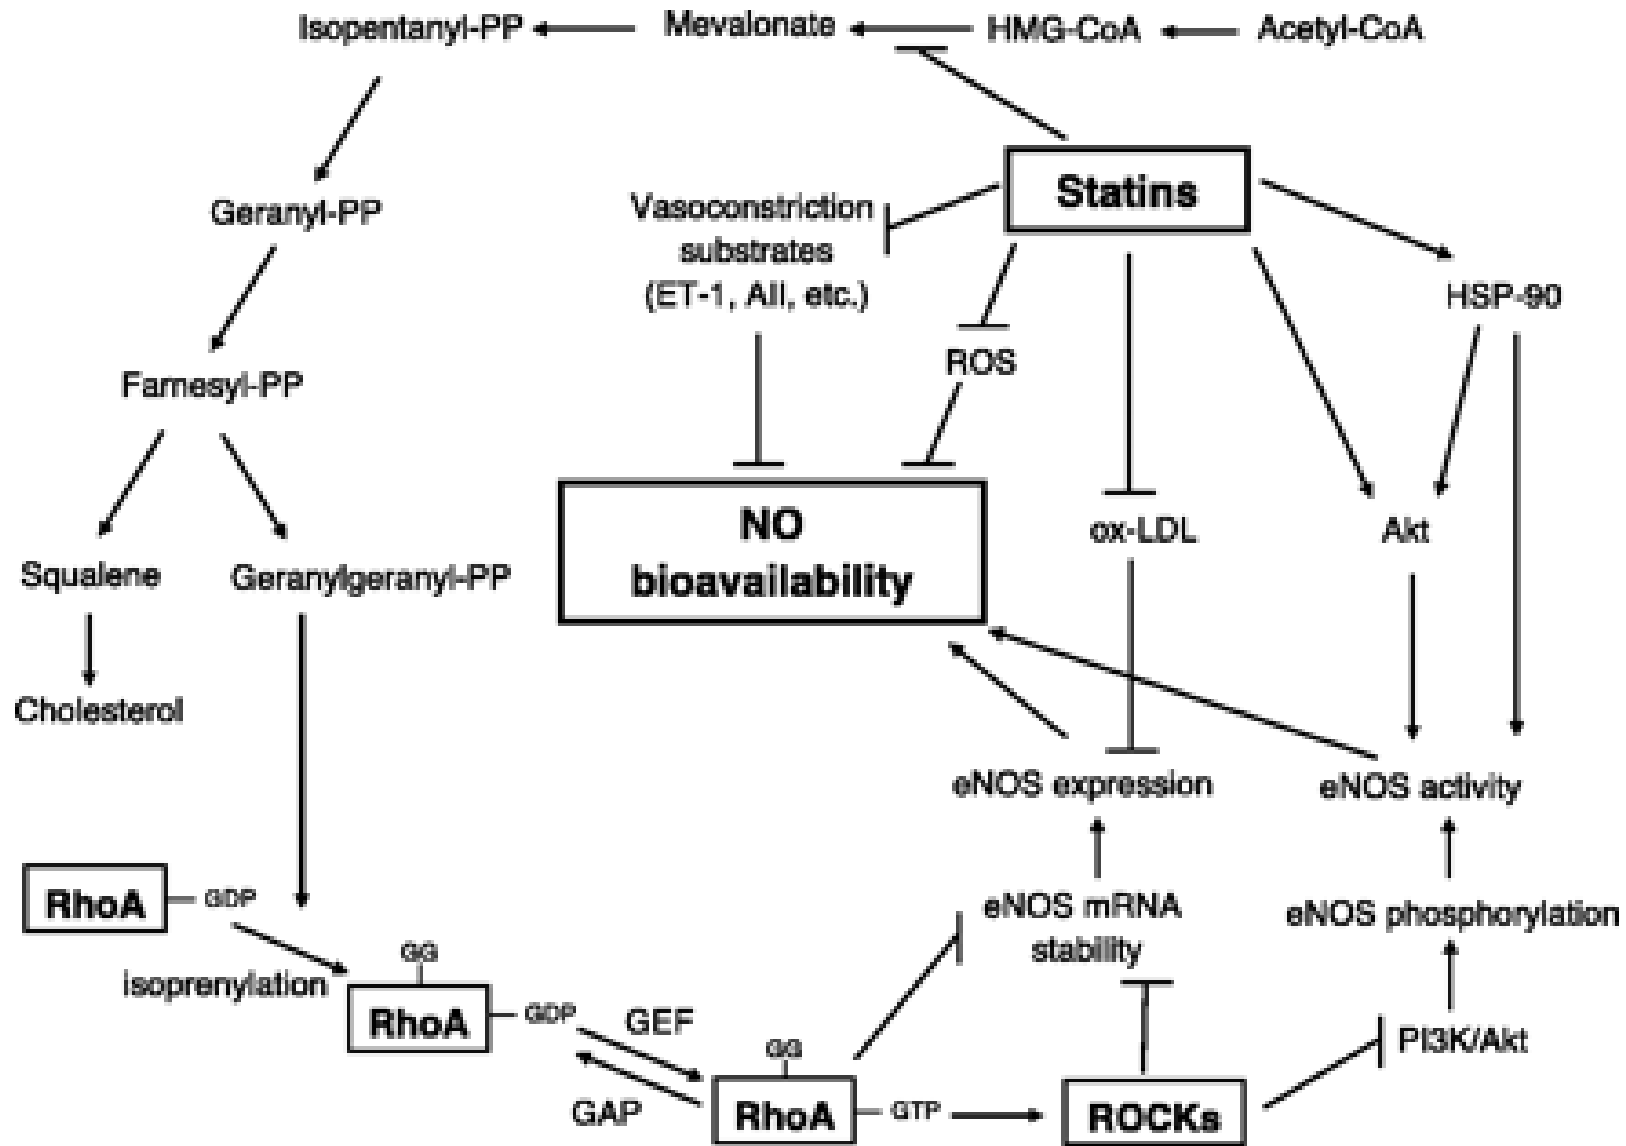 Isopentanyl-PP
Mevalonate
HMG-CoA
Acetyl-CoA
Statins
Geranyl-PP
Vasoconstriction
substrates
(ET-1, AII, etc.)
HSP-90
ROS
Farnesyl-PP
NO
bioavailability
ox-LDL
Akt
Squalene
Geranylgeranyl-PP
Cholesterol
eNOS expression
eNOS activity
RhoA
GDP
eNOS mRNA
stability
eNOS phosphorylation
isoprenylation
GG
RhoA
GDP
GEF
PI3K/Akt
GG
GAP
RhoA
GTP
ROCKs